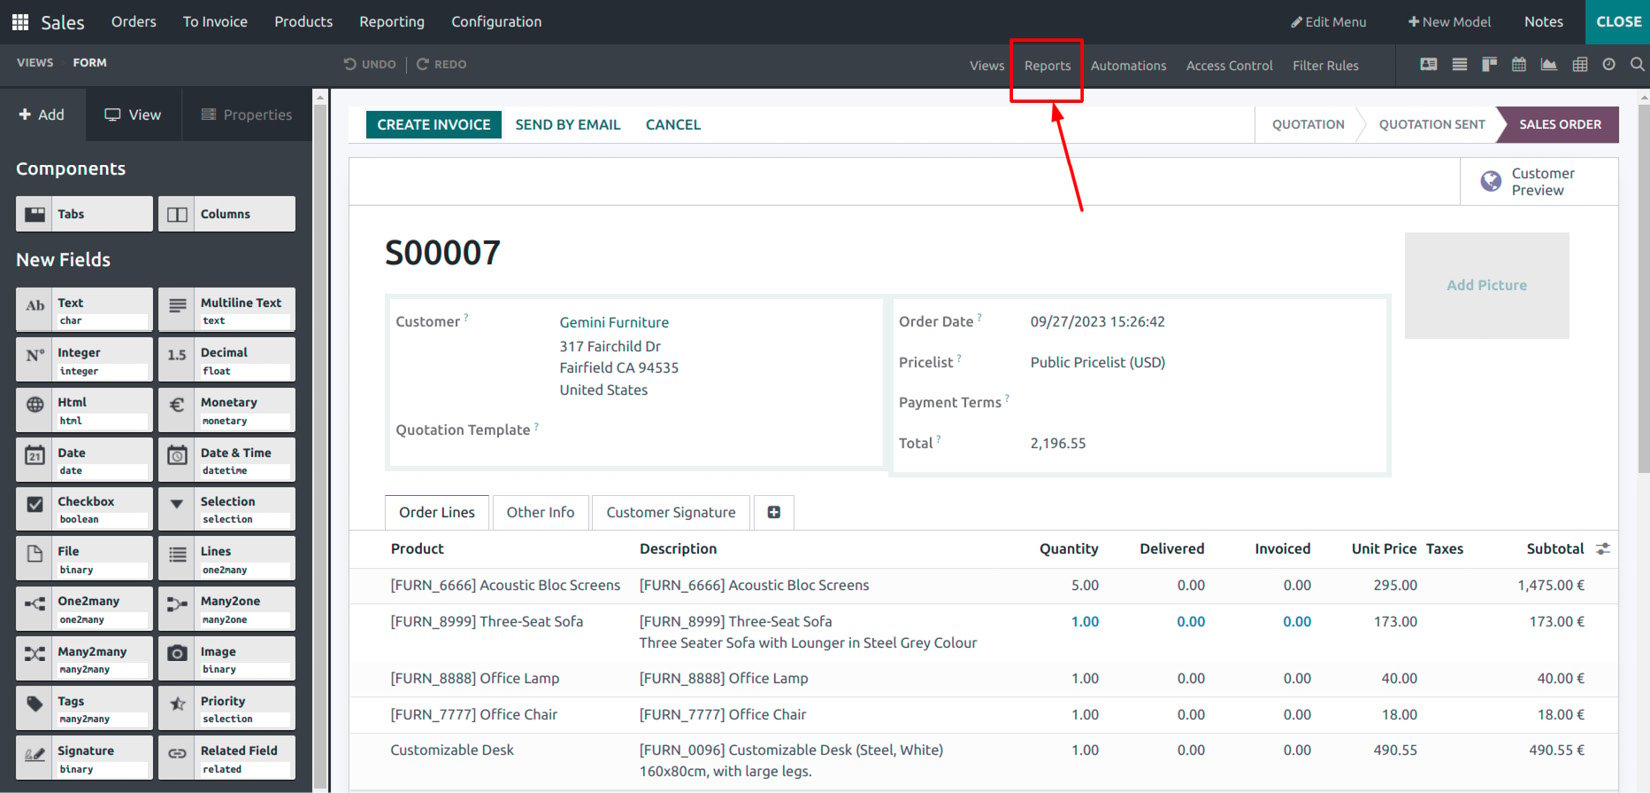 Sales Orders To Invoice Products Reporting Configuration Edit Menu New Model Notes CLOSE
VIEWS FORM UNDO REDO Views Reports Automations Access Control Filter Rules
Add View Properties
CREATE INVOICE SEND BY EMAIL CANCEL QUOTATION QUOTATION SENT SALES ORDER
Components
Tabs Columns
New Fields
Ab Text char
Multiline Text text
N° Integer integer
1.5 Decimal float
Html html
€ Monetary monetary
21 Date date
Date & Time datetime
Checkbox boolean
Selection selection
File binary
Lines one2many
One2many one2many
Many2one many2one
Many2many many2many
Image binary
Tags many2many
Priority selection
Signature binary
Related Field related
Customer
Preview
S00007
Add Picture
Customer ? Gemini Furniture
317 Fairchild Dr
Fairfield CA 94535
United States
Quotation Template ?
Order Date ? 09/27/2023 15:26:42
Pricelist ? Public Pricelist (USD)
Payment Terms ?
Total ? 2,196.55
Order Lines Other Info Customer Signature
Product Description Quantity Delivered Invoiced Unit Price Taxes Subtotal
[FURN_6666] Acoustic Bloc Screens [FURN_6666] Acoustic Bloc Screens 5.00 0.00 0.00 295.00 1,475.00 €
[FURN_8999] Three-Seat Sofa [FURN_8999] Three-Seat Sofa 1.00 0.00 0.00 173.00 173.00 €
Three Seater Sofa with Lounger in Steel Grey Colour
[FURN_8888] Office Lamp [FURN_8888] Office Lamp 1.00 0.00 0.00 40.00 40.00 €
[FURN_7777] Office Chair [FURN_7777] Office Chair 1.00 0.00 0.00 18.00 18.00 €
Customizable Desk [FURN_0096] Customizable Desk (Steel, White) 1.00 0.00 0.00 490.55 490.55 €
160x80cm, with large legs.